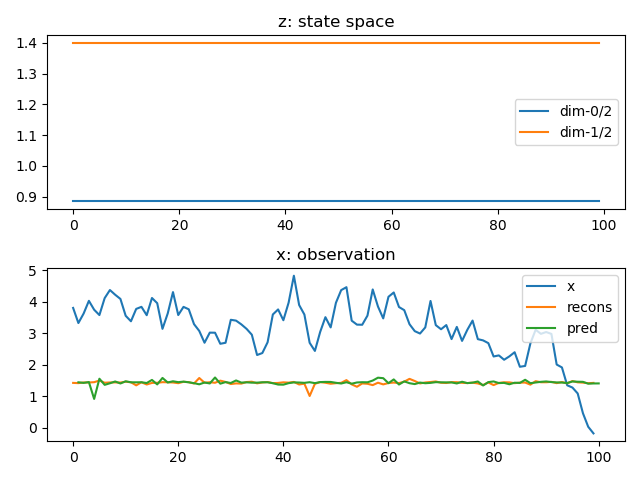 z: state space
1.4
1.3
1.2
1.1
1.0
0.9
dim-0/2
dim-1/2
0 20 40 60 80 100
x: observation
5
4
3
2
1
0
x
recons
pred
0 20 40 60 80 100